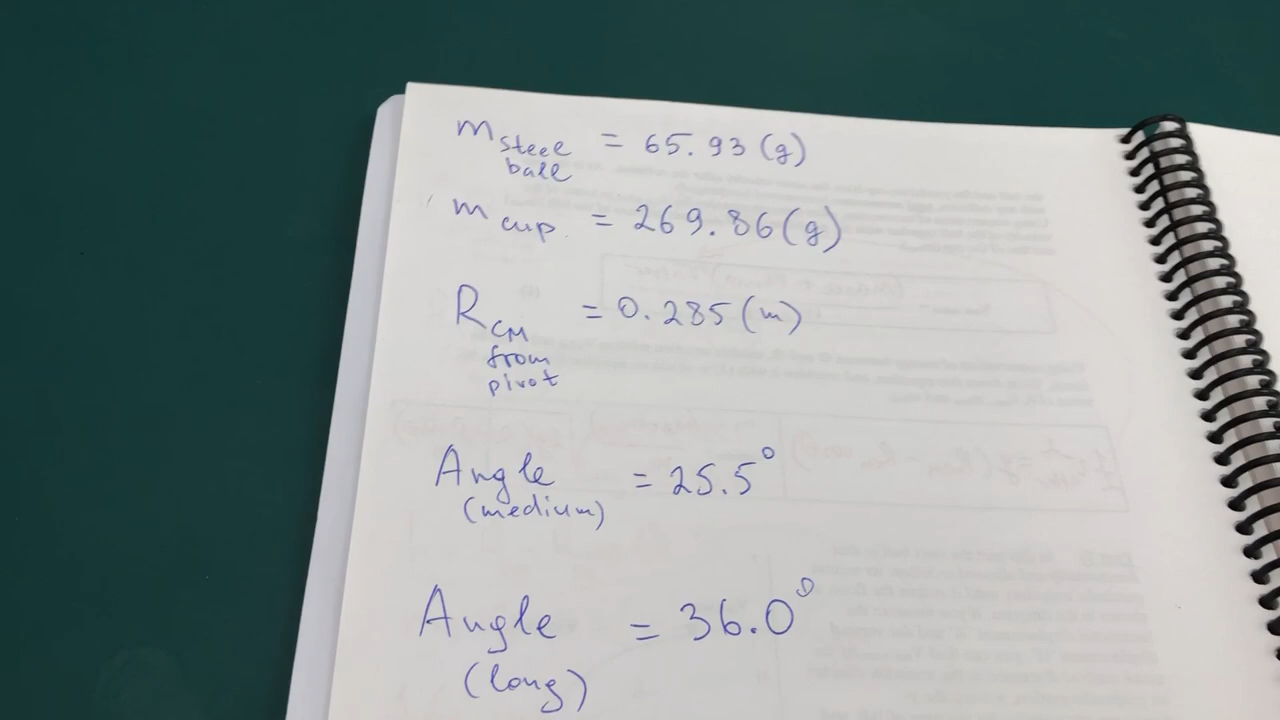 m steel ball = 65.93 (g)
m cup = 269.86 (g)
R CM from pivot = 0.285 (m)
Angle (medium) = 25.5°
Angle (long) = 36.0°